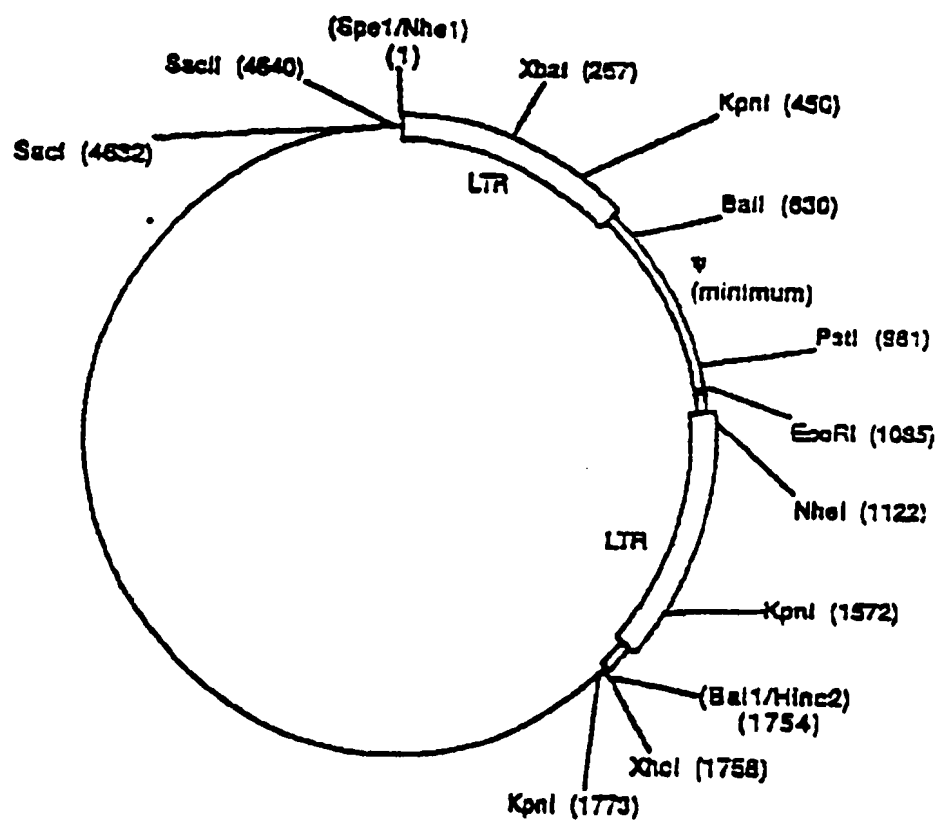 (Spe1/Nhe1)
(1)
SacII (4640)
XbaI (257)
KpnI (450)
SacI (4632)
LTR
BalI (630)
Ψ
(minimum)
PstI (981)
EcoRI (1085)
NheI (1122)
LTR
KpnI (1572)
(Bal1/Hinc2)
(1754)
XhoI (1758)
KpnI (1773)